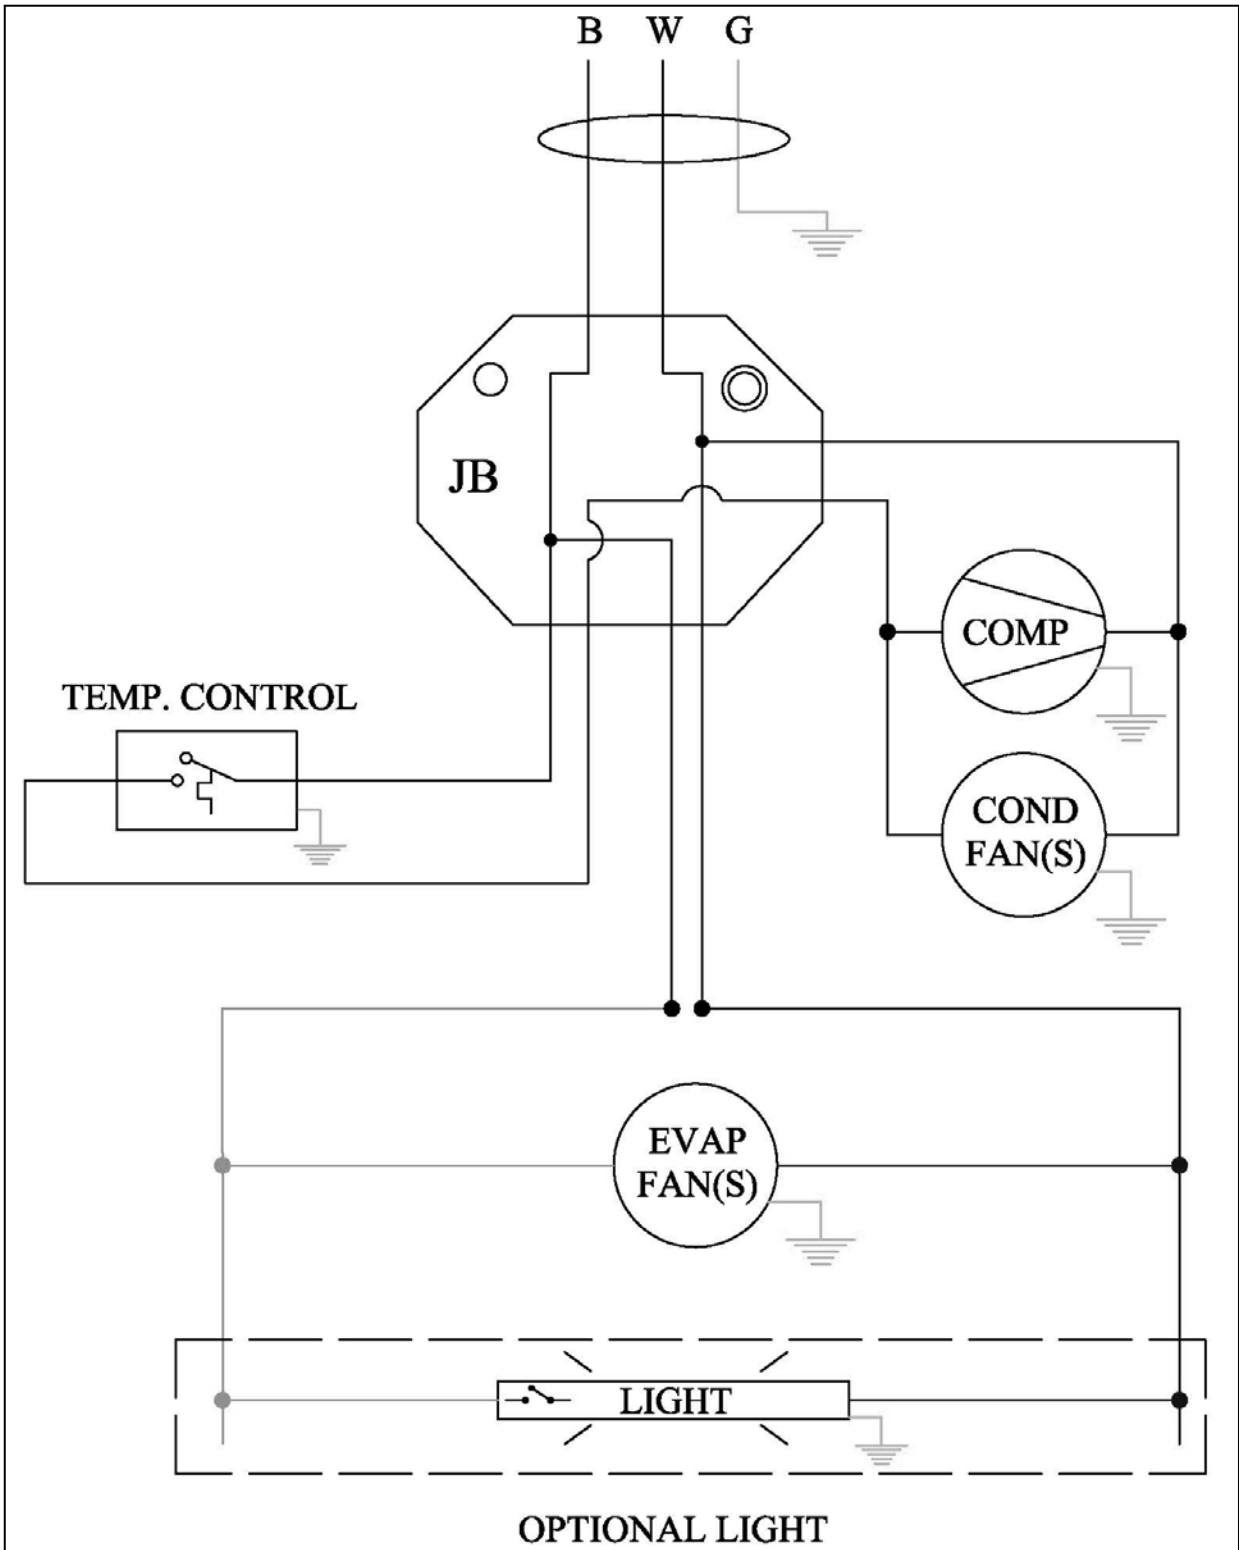 B W G
JB
COMP
TEMP. CONTROL
COND
FAN(S)
EVAP
FAN(S)
LIGHT
OPTIONAL LIGHT